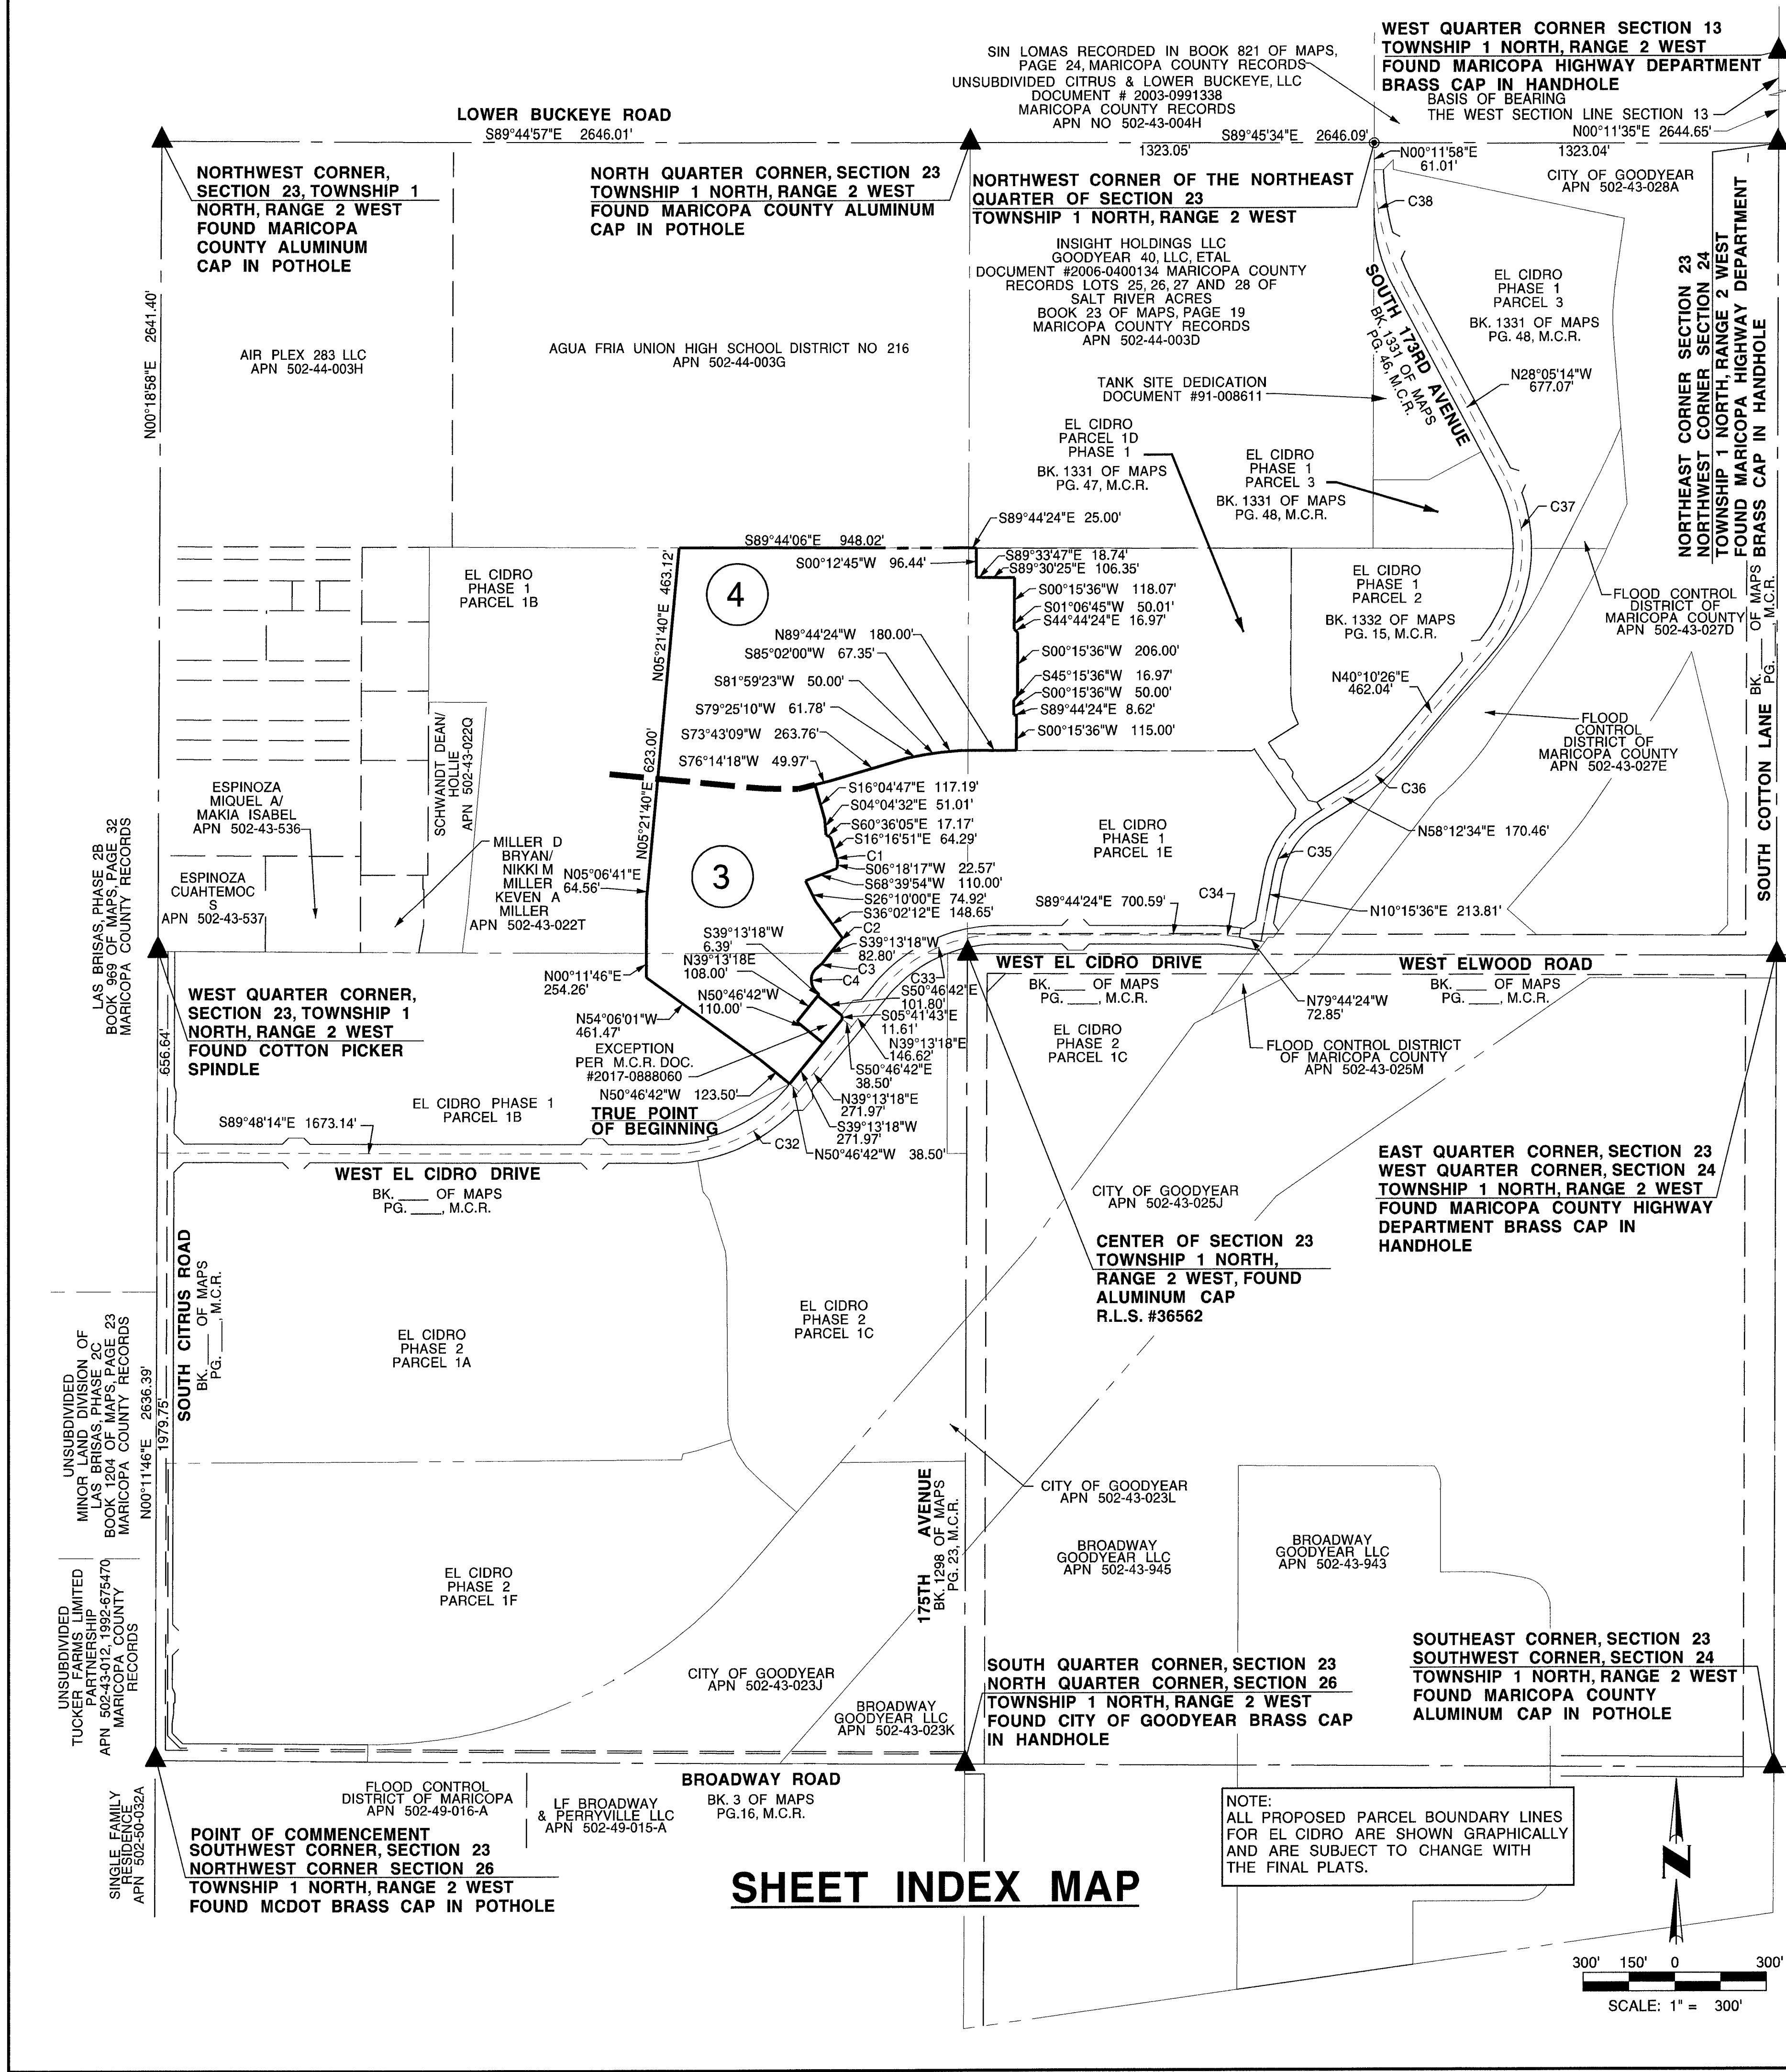 WEST QUARTER CORNER SECTION 13
TOWNSHIP 1 NORTH, RANGE 2 WEST
FOUND MARICOPA HIGHWAY DEPARTMENT
BRASS CAP IN HANDHOLE
BASIS OF BEARING
THE WEST SECTION LINE SECTION 13
N00°11'35"E 2644.65'
SIN LOMAS RECORDED IN BOOK 821 OF MAPS,
PAGE 24, MARICOPA COUNTY RECORDS
UNSUBDIVIDED CITRUS & LOWER BUCKEYE, LLC
DOCUMENT # 2003-0991338
MARICOPA COUNTY RECORDS
APN NO 502-43-004H
LOWER BUCKEYE ROAD
S89°44'57"E 2646.01'
S89°45'34"E 2646.09'
1323.05'
1323.04'
N00°11'58"E
61.01'
NORTHWEST CORNER,
SECTION 23, TOWNSHIP 1
NORTH, RANGE 2 WEST
FOUND MARICOPA
COUNTY ALUMINUM
CAP IN POTHOLE
NORTH QUARTER CORNER, SECTION 23
TOWNSHIP 1 NORTH, RANGE 2 WEST
FOUND MARICOPA COUNTY ALUMINUM
CAP IN POTHOLE
NORTHWEST CORNER OF THE NORTHEAST
QUARTER OF SECTION 23
TOWNSHIP 1 NORTH, RANGE 2 WEST
CITY OF GOODYEAR
APN 502-43-028A
C38
INSIGHT HOLDINGS LLC
GOODYEAR 40, LLC, ETAL
DOCUMENT #2006-0400134 MARICOPA COUNTY
RECORDS LOTS 25, 26, 27 AND 28 OF
SALT RIVER ACRES
BOOK 23 OF MAPS, PAGE 19
MARICOPA COUNTY RECORDS
APN 502-44-003D
SOUTH 173RD AVENUE
BK. 1331 OF MAPS
PG. 46, M.C.R.
EL CIDRO
PHASE 1
PARCEL 3
BK. 1331 OF MAPS
PG. 48, M.C.R.
N28°05'14"W
677.07'
NORTHEAST CORNER SECTION 23
NORTHWEST CORNER SECTION 24
TOWNSHIP 1 NORTH, RANGE 2 WEST
FOUND MARICOPA HIGHWAY DEPARTMENT
BRASS CAP IN HANDHOLE
N00°18'58"E 2641.40'
AIR PLEX 283 LLC
APN 502-44-003H
AGUA FRIA UNION HIGH SCHOOL DISTRICT NO 216
APN 502-44-003G
TANK SITE DEDICATION
DOCUMENT #91-008611
EL CIDRO
PARCEL 1D
PHASE 1
BK. 1331 OF MAPS
PG. 47, M.C.R.
EL CIDRO
PHASE 1
PARCEL 3
BK. 1331 OF MAPS
PG. 48, M.C.R.
C37
S89°44'24"E 25.00'
S89°44'06"E 948.02'
S00°12'45"W 96.44'
S89°33'47"E 18.74'
S89°30'25"E 106.35'
S00°15'36"W 118.07'
S01°06'45"W 50.01'
S44°44'24"E 16.97'
S00°15'36"W 206.00'
S45°15'36"W 16.97'
S00°15'36"W 50.00'
S89°44'24"E 8.62'
S00°15'36"W 115.00'
EL CIDRO
PHASE 1
PARCEL 1B
4
N05°21'40"E 463.12'
N89°44'24"W 180.00'
S85°02'00"W 67.35'
S81°59'23"W 50.00'
S79°25'10"W 61.78'
S73°43'09"W 263.76'
S76°14'18"W 49.97'
EL CIDRO
PHASE 1
PARCEL 2
BK. 1332 OF MAPS
PG. 15, M.C.R.
FLOOD CONTROL
DISTRICT OF
MARICOPA COUNTY
APN 502-43-027D
N40°10'26"E
462.04'
FLOOD
CONTROL
DISTRICT OF
MARICOPA COUNTY
APN 502-43-027E
SOUTH COTTON LANE
BK. ___ OF MAPS
PG. ___ M.C.R.
C36
N58°12'34"E 170.46'
C35
SCHWANDT DEAN/
HOLLIE
APN 502-43-022Q
ESPINOZA
MIQUEL A/
MAKIA ISABEL
APN 502-43-536
ESPINOZA
CUAHTEMOC
S
APN 502-43-537
MILLER D
BRYAN/
NIKKI M
MILLER
KEVEN A
MILLER
APN 502-43-022T
LAS BRISAS, PHASE 2B
BOOK 969 OF MAPS, PAGE 32
MARICOPA COUNTY RECORDS
N05°21'40"E 623.00'
N05°06'41"E
64.56'
3
S16°04'47"E 117.19'
S04°04'32"E 51.01'
S60°36'05"E 17.17'
S16°16'51"E 64.29'
C1
S06°18'17"W 22.57'
S68°39'54"W 110.00'
S26°10'00"E 74.92'
S36°02'12"E 148.65'
C2
S39°13'18"W
82.80'
C3
C4
S39°13'18"W
6.39'
N39°13'18E
108.00'
EL CIDRO
PHASE 1
PARCEL 1E
S89°44'24"E 700.59'
C34
N10°15'36"E 213.81'
N00°11'46"E
254.26'
N50°46'42"W
110.00'
N54°06'01"W
461.47'
EXCEPTION
PER M.C.R. DOC.
#2017-0888060
N50°46'42"W 123.50'
C33
S50°46'42"E
101.80'
S05°41'43"E
11.61'
N39°13'18"E
146.62'
S50°46'42"E
38.50'
N39°13'18"E
271.97'
S39°13'18"W
271.97'
N50°46'42"W 38.50'
TRUE POINT
OF BEGINNING
C32
WEST EL CIDRO DRIVE
BK. ____ OF MAPS
PG. ____, M.C.R.
WEST ELWOOD ROAD
BK. ____ OF MAPS
PG. ____, M.C.R.
N79°44'24"W
72.85'
EL CIDRO
PHASE 2
PARCEL 1C
FLOOD CONTROL DISTRICT
OF MARICOPA COUNTY
APN 502-43-025M
WEST QUARTER CORNER,
SECTION 23, TOWNSHIP 1
NORTH, RANGE 2 WEST
FOUND COTTON PICKER
SPINDLE
656.64'
EL CIDRO PHASE 1
PARCEL 1B
S89°48'14"E 1673.14'
WEST EL CIDRO DRIVE
BK. ____ OF MAPS
PG. ____, M.C.R.
CITY OF GOODYEAR
APN 502-43-025J
EAST QUARTER CORNER, SECTION 23
WEST QUARTER CORNER, SECTION 24
TOWNSHIP 1 NORTH, RANGE 2 WEST
FOUND MARICOPA COUNTY HIGHWAY
DEPARTMENT BRASS CAP IN
HANDHOLE
CENTER OF SECTION 23
TOWNSHIP 1 NORTH,
RANGE 2 WEST, FOUND
ALUMINUM CAP
R.L.S. #36562
SOUTH CITRUS ROAD
BK. ____ OF MAPS
PG. ____, M.C.R.
UNSUBDIVIDED
MINOR LAND DIVISION OF
LAS BRISAS, PHASE 2C
BOOK 1204 OF MAPS, PAGE 23
MARICOPA COUNTY RECORDS
N00°11'46"E 2636.39'
1979.75'
EL CIDRO
PHASE 2
PARCEL 1A
EL CIDRO
PHASE 2
PARCEL 1C
175TH AVENUE
BK. 1298 OF MAPS
PG. 23, M.C.R.
CITY OF GOODYEAR
APN 502-43-023L
BROADWAY
GOODYEAR LLC
APN 502-43-945
BROADWAY
GOODYEAR LLC
APN 502-43-943
EL CIDRO
PHASE 2
PARCEL 1F
UNSUBDIVIDED
TUCKER FARMS LIMITED
PARTNERSHIP
APN 502-43-012, 1992-675470
MARICOPA COUNTY
RECORDS
CITY OF GOODYEAR
APN 502-43-023J
BROADWAY
GOODYEAR LLC
APN 502-43-023K
SOUTH QUARTER CORNER, SECTION 23
NORTH QUARTER CORNER, SECTION 26
TOWNSHIP 1 NORTH, RANGE 2 WEST
FOUND CITY OF GOODYEAR BRASS CAP
IN HANDHOLE
SOUTHEAST CORNER, SECTION 23
SOUTHWEST CORNER, SECTION 24
TOWNSHIP 1 NORTH, RANGE 2 WEST
FOUND MARICOPA COUNTY
ALUMINUM CAP IN POTHOLE
SINGLE FAMILY
RESIDENCE
APN 502-50-032A
FLOOD CONTROL
DISTRICT OF MARICOPA
APN 502-49-016-A
LF BROADWAY
& PERRYVILLE LLC
APN 502-49-015-A
BROADWAY ROAD
BK. 3 OF MAPS
PG.16, M.C.R.
POINT OF COMMENCEMENT
SOUTHWEST CORNER, SECTION 23
NORTHWEST CORNER SECTION 26
TOWNSHIP 1 NORTH, RANGE 2 WEST
FOUND MCDOT BRASS CAP IN POTHOLE
SHEET INDEX MAP
NOTE:
ALL PROPOSED PARCEL BOUNDARY LINES
FOR EL CIDRO ARE SHOWN GRAPHICALLY
AND ARE SUBJECT TO CHANGE WITH
THE FINAL PLATS.
N
300' 150' 0 300'
SCALE: 1" = 300'